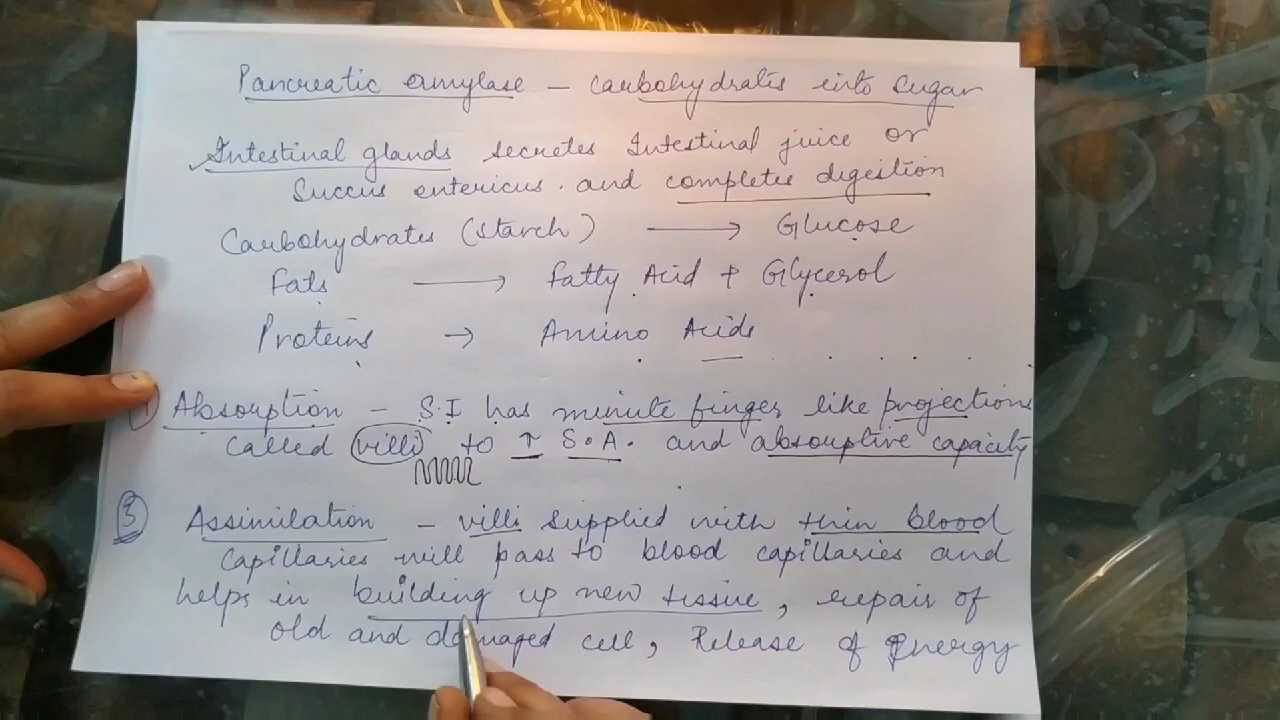 Pancreatic amylase – carbohydrates into sugar
Intestinal glands secretes Intestinal juice or
Succus entericus. and completes digestion
Carbohydrates (starch) → Glucose
Fats → Fatty Acid + Glycerol
Proteins → Amino Acids
1 Absorption – S.I has minute finger like projections
called villi to ↑ S.A. and absorptive capacity
3 Assimilation – villi supplied with thin blood
capillaries will pass to blood capillaries and
helps in building up new tissue, repair of
old and damaged cell, Release of Energy